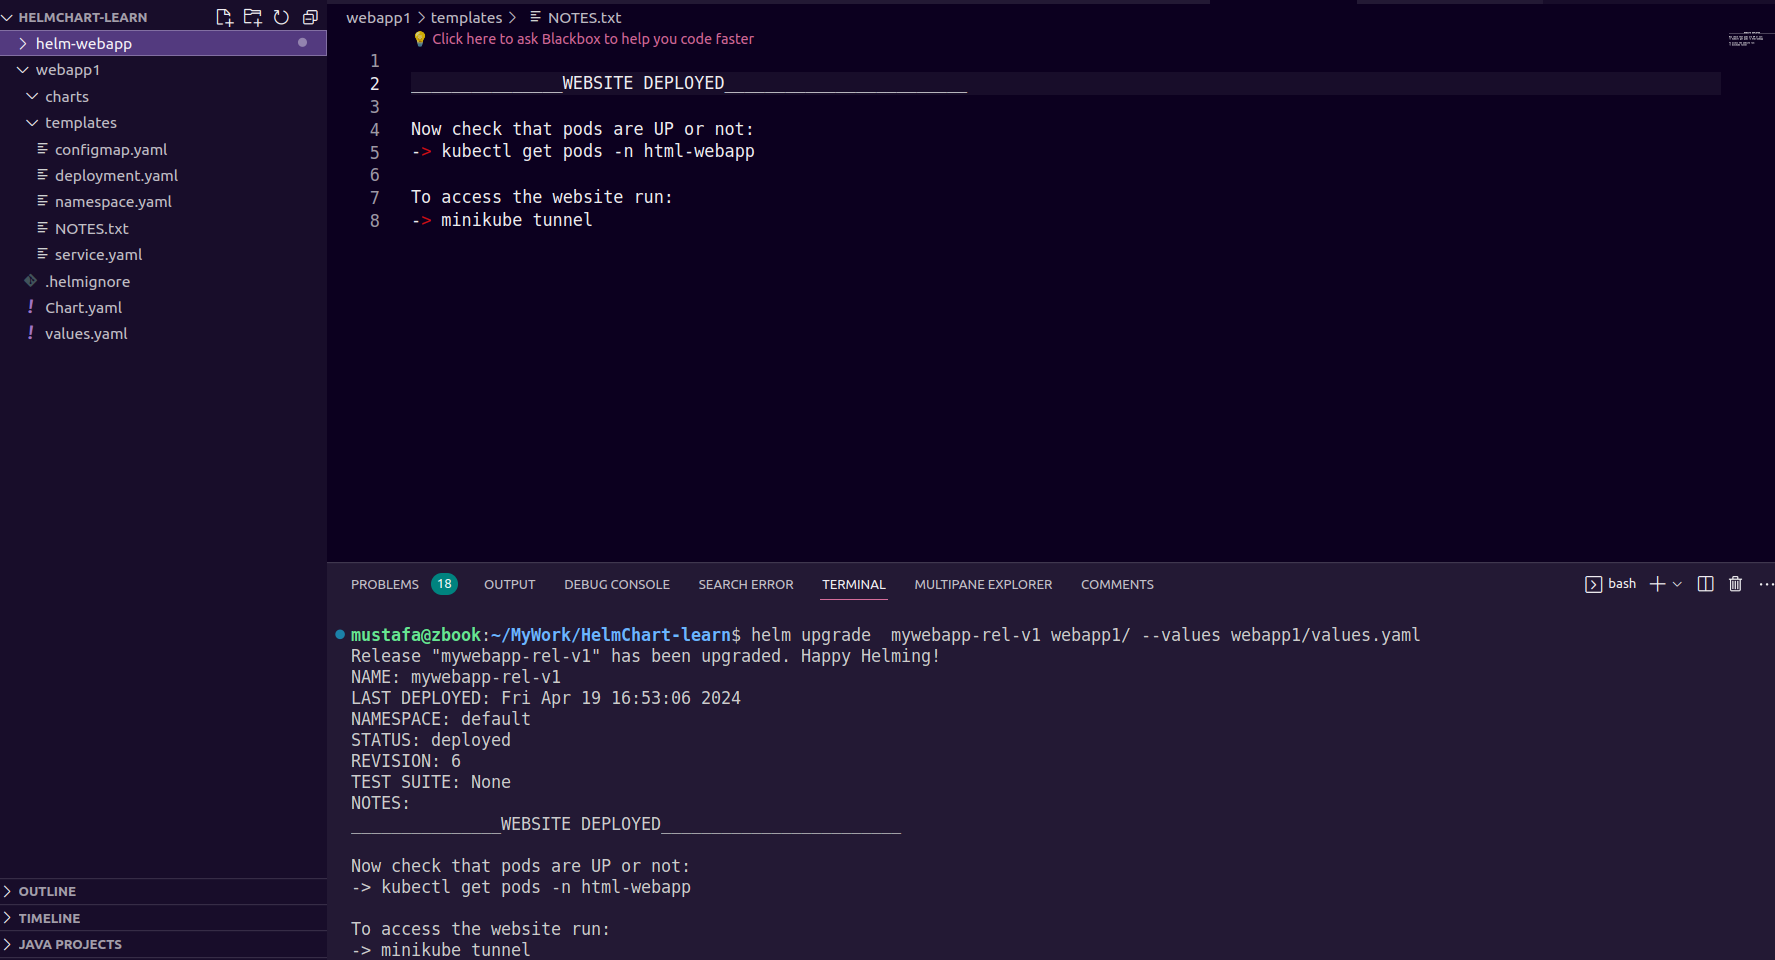 HELMCHART-LEARN
helm-webapp
webapp1
charts
templates
configmap.yaml
deployment.yaml
namespace.yaml
NOTES.txt
service.yaml
.helmignore
! Chart.yaml
! values.yaml
OUTLINE
TIMELINE
JAVA PROJECTS
webapp1 > templates > NOTES.txt
Click here to ask Blackbox to help you code faster
1
2 _______________WEBSITE DEPLOYED________________________
3
4 Now check that pods are UP or not:
5 -> kubectl get pods -n html-webapp
6
7 To access the website run:
8 -> minikube tunnel
PROBLEMS 18 OUTPUT DEBUG CONSOLE SEARCH ERROR TERMINAL MULTIPANE EXPLORER COMMENTS bash
mustafa@zbook:~/MyWork/HelmChart-learn$ helm upgrade  mywebapp-rel-v1 webapp1/ --values webapp1/values.yaml
Release "mywebapp-rel-v1" has been upgraded. Happy Helming!
NAME: mywebapp-rel-v1
LAST DEPLOYED: Fri Apr 19 16:53:06 2024
NAMESPACE: default
STATUS: deployed
REVISION: 6
TEST SUITE: None
NOTES:
_______________WEBSITE DEPLOYED________________________
Now check that pods are UP or not:
-> kubectl get pods -n html-webapp
To access the website run:
-> minikube tunnel